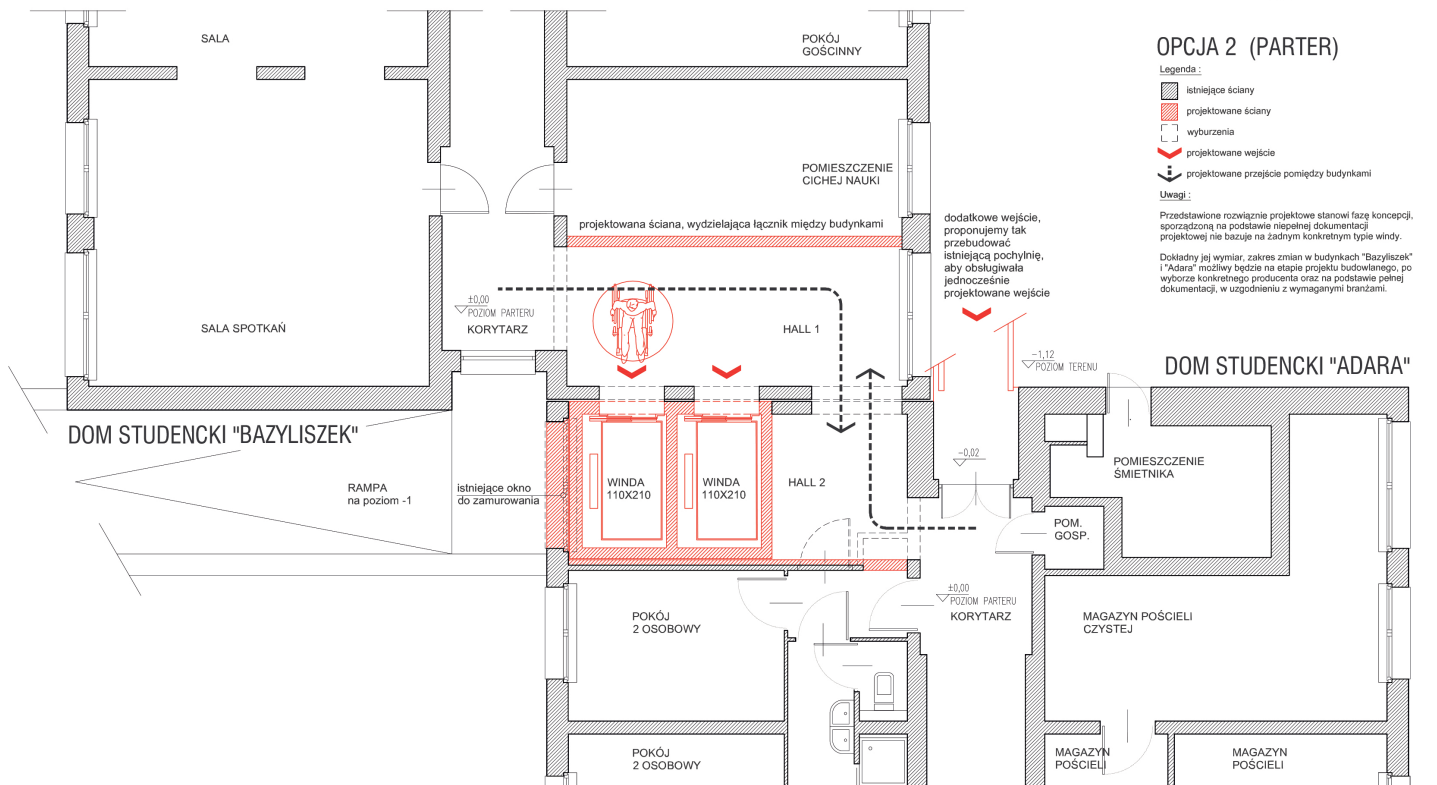 SALA
POKÓJ
GOŚCINNY
OPCJA 2 (PARTER)
Legenda :
istniejące ściany
projektowane ściany
wyburzenia
projektowane wejście
projektowane przejście pomiędzy budynkami
Uwagi :
Przedstawione rozwiąznie projektowe stanowi fazę koncepcji,
sporządzoną na podstawie niepełnej dokumentacji
projektowej nie bazuje na żadnym konkretnym typie windy.
Dokładny jej wymiar, zakres zmian w budynkach "Bazyliszek"
i "Adara" możliwy będzie na etapie projektu budowlanego, po
wyborze konkretnego producenta oraz na podstawie pełnej
dokumentacji, w uzgodnieniu z wymaganymi branżami.
POMIESZCZENIE
CICHEJ NAUKI
projektowana ściana, wydzielająca łącznik między budynkami
dodatkowe wejście,
proponujemy tak
przebudować
istniejącą pochylnię,
aby obsługiwała
jednocześnie
projektowane wejście
±0,00
POZIOM PARTERU
KORYTARZ
SALA SPOTKAŃ
HALL 1
−1,12
POZIOM TERENU
DOM STUDENCKI "ADARA"
DOM STUDENCKI "BAZYLISZEK"
−0,02
POMIESZCZENIE
ŚMIETNIKA
RAMPA
na poziom -1
istniejące okno
do zamurowania
WINDA
110X210
WINDA
110X210
HALL 2
POM.
GOSP.
±0,00
POZIOM PARTERU
KORYTARZ
POKÓJ
2 OSOBOWY
MAGAZYN POŚCIELI
CZYSTEJ
POKÓJ
2 OSOBOWY
MAGAZYN
POŚCIELI
MAGAZYN
POŚCIELI